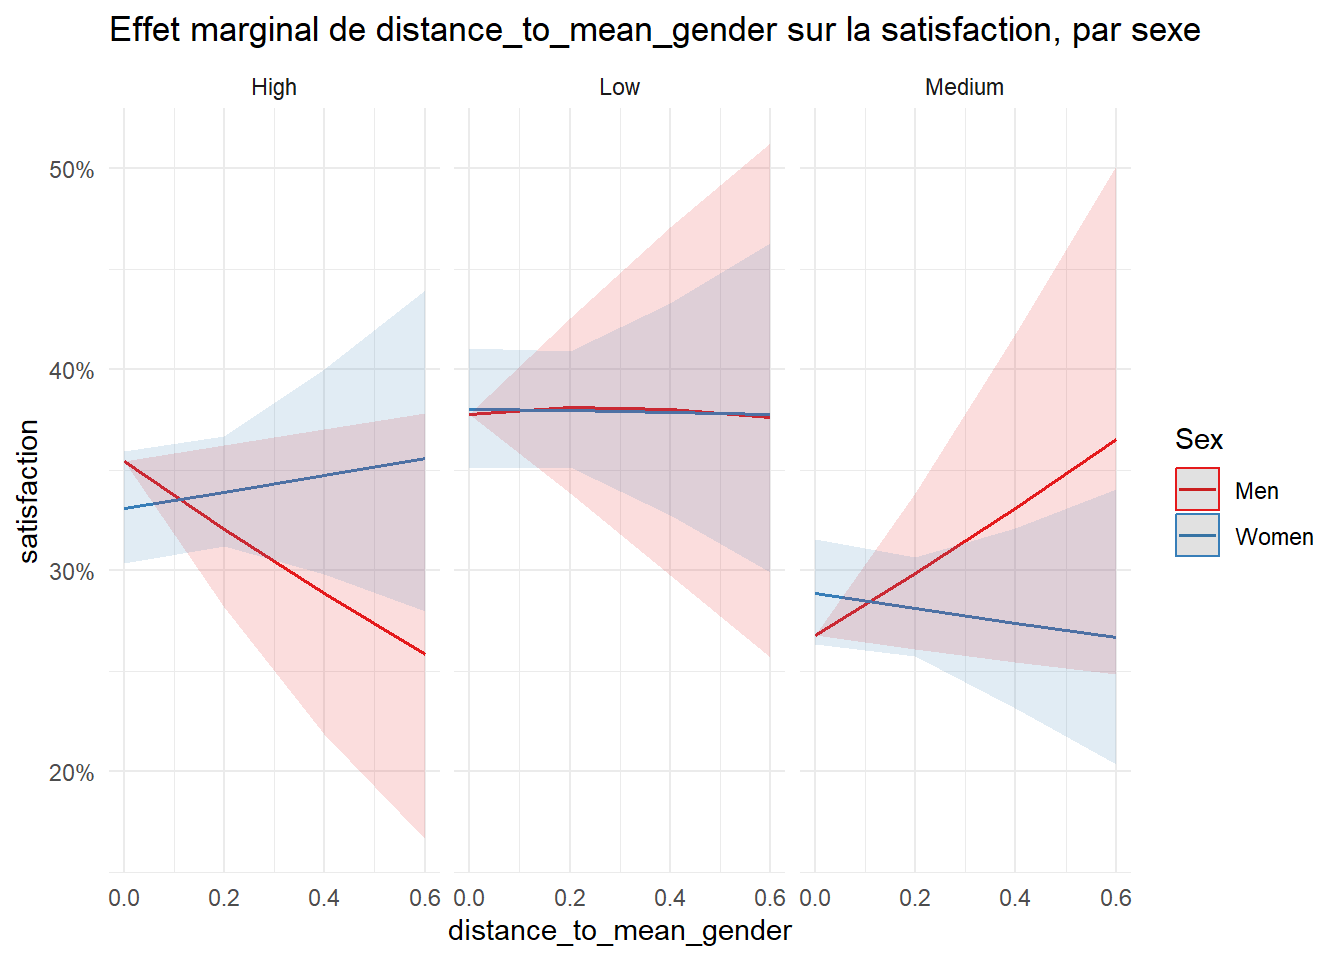 Effet marginal de distance_to_mean_gender sur la satisfaction, par sexe
High Low Medium
50%
40%
30%
20%
satisfaction
0.0 0.2 0.4 0.6 0.0 0.2 0.4 0.6 0.0 0.2 0.4 0.6
distance_to_mean_gender
Sex
Men
Women